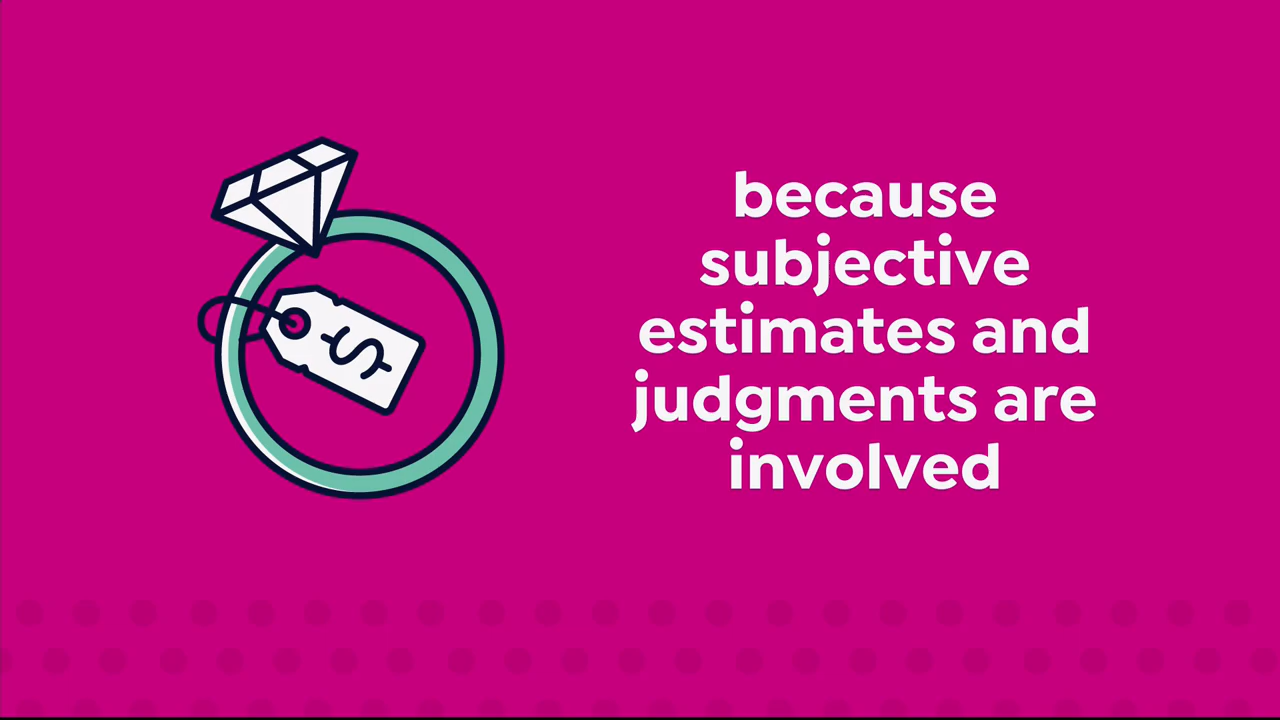 $
because
subjective
estimates and
judgments are
involved